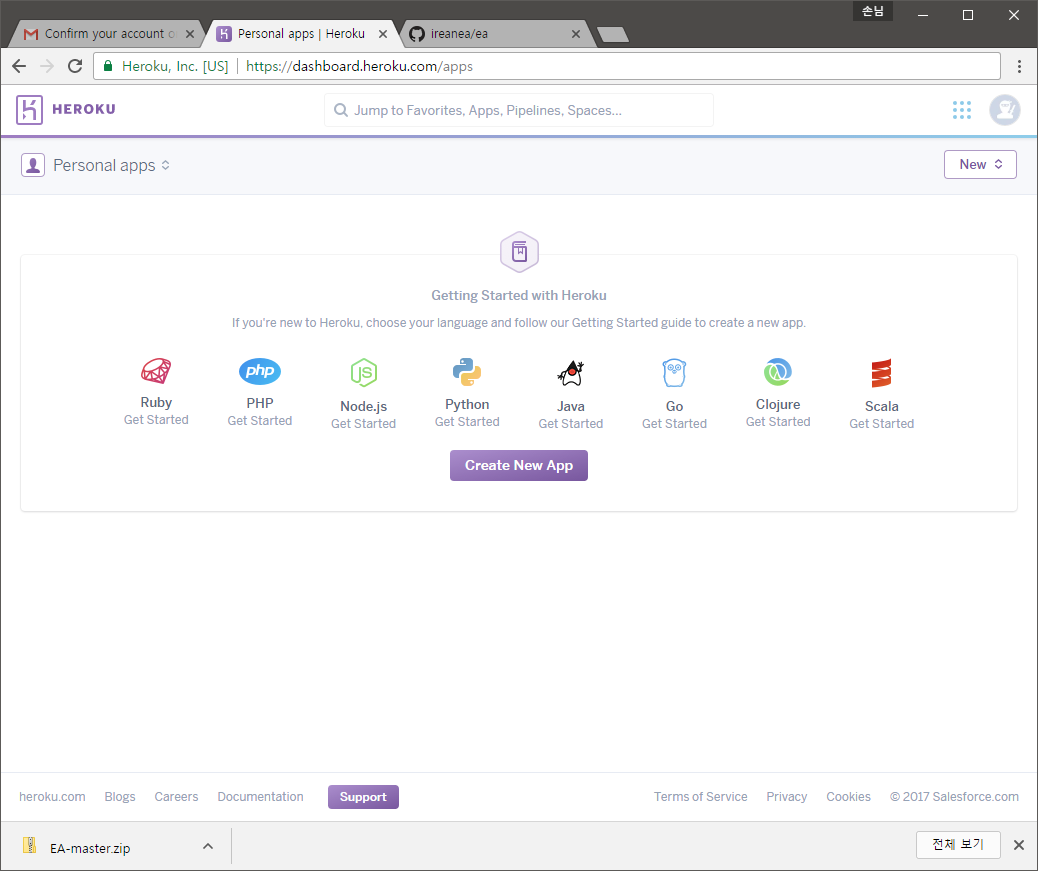 손님
Confirm your account o
Personal apps | Heroku
ireanea/ea
Heroku, Inc. [US] | https://dashboard.heroku.com/apps
HEROKU
Jump to Favorites, Apps, Pipelines, Spaces...
Personal apps
New
Getting Started with Heroku
If you're new to Heroku, choose your language and follow our Getting Started guide to create a new app.
php
JS
Ruby PHP Node.js Python Java Go Clojure Scala
Get Started Get Started Get Started Get Started Get Started Get Started Get Started Get Started
Create New App
heroku.com Blogs Careers Documentation Support Terms of Service Privacy Cookies © 2017 Salesforce.com
EA-master.zip
전체 보기